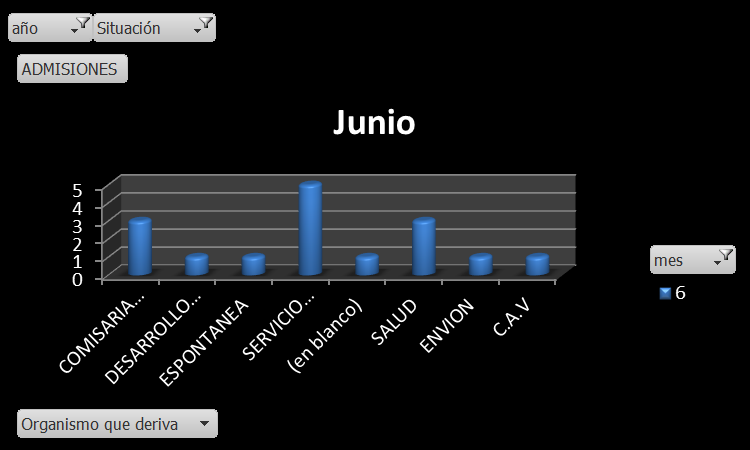 año Situación
ADMISIONES
Junio
5
4
3
2
1
0
COMISARIA...
DESARROLLO...
ESPONTANEA
SERVICIO...
(en blanco)
SALUD
ENVION
C.A.V
mes
6
Organismo que deriva